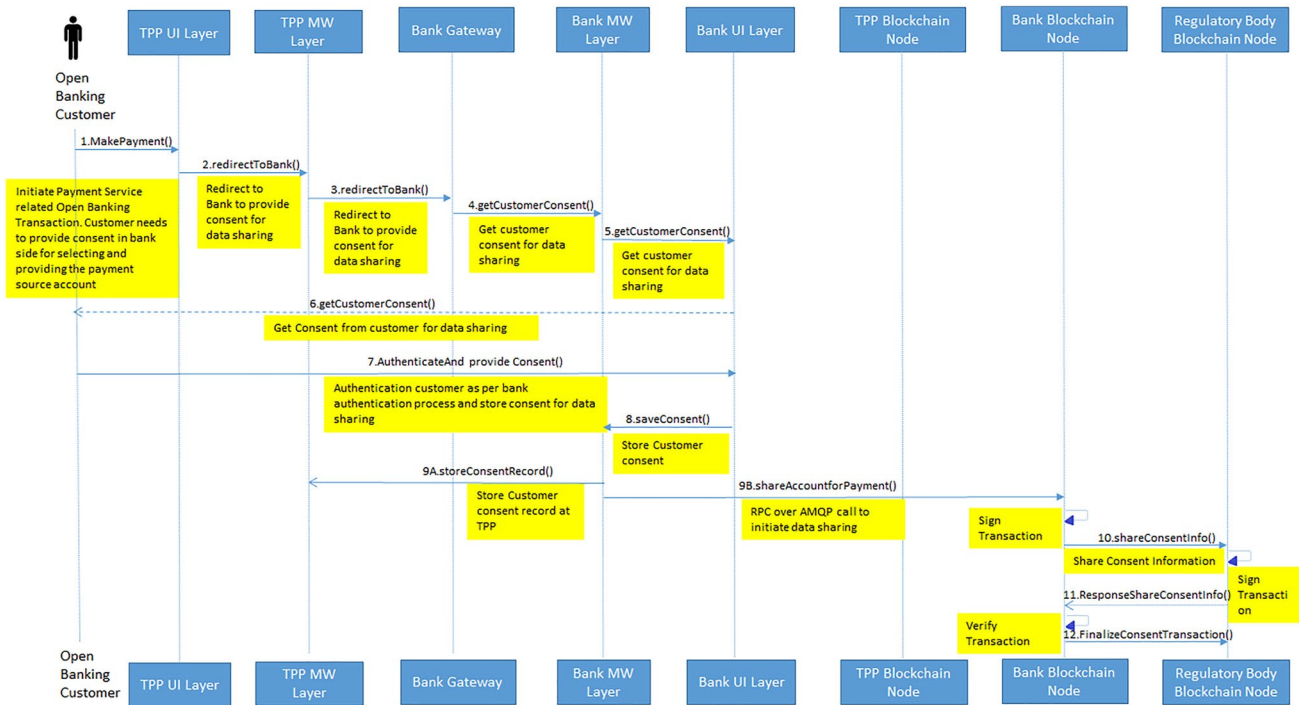 TPP UI Layer
TPP MW
Layer
Bank Gateway
Bank MW
Layer
Bank UI Layer
TPP Blockchain
Node
Bank Blockchain
Node
Regulatory Body
Blockchain Node
Open
Banking
Customer
1.MakePayment()
2.redirectToBank()
Initiate Payment Service
related Open Banking
Transaction. Customer needs
to provide consent in bank
side for selecting and
providing the payment
source account
Redirect to
Bank to provide
consent for
data sharing
3.redirectToBank()
Redirect to
Bank to provide
consent for
data sharing
4.getCustomerConsent()
Get customer
consent for data
sharing
5.getCustomerConsent()
Get customer
consent for data
sharing
6.getCustomerConsent()
Get Consent from customer for data sharing
7.AuthenticateAnd provide Consent()
Authentication customer as per bank
authentication process and store consent for data
sharing
8.saveConsent()
Store Customer
consent
9A.storeConsentRecord()
Store Customer
consent record at
TPP
9B.shareAccountforPayment()
RPC over AMQP call to
initiate data sharing
Sign
Transaction
10.shareConsentInfo()
Share Consent Information
Sign
Transacti
on
11.ResponseShareConsentInfo()
Verify
Transaction
12.FinalizeConsentTransaction()
Open
Banking
Customer
TPP UI Layer
TPP MW
Layer
Bank Gateway
Bank MW
Layer
Bank UI Layer
TPP Blockchain
Node
Bank Blockchain
Node
Regulatory Body
Blockchain Node